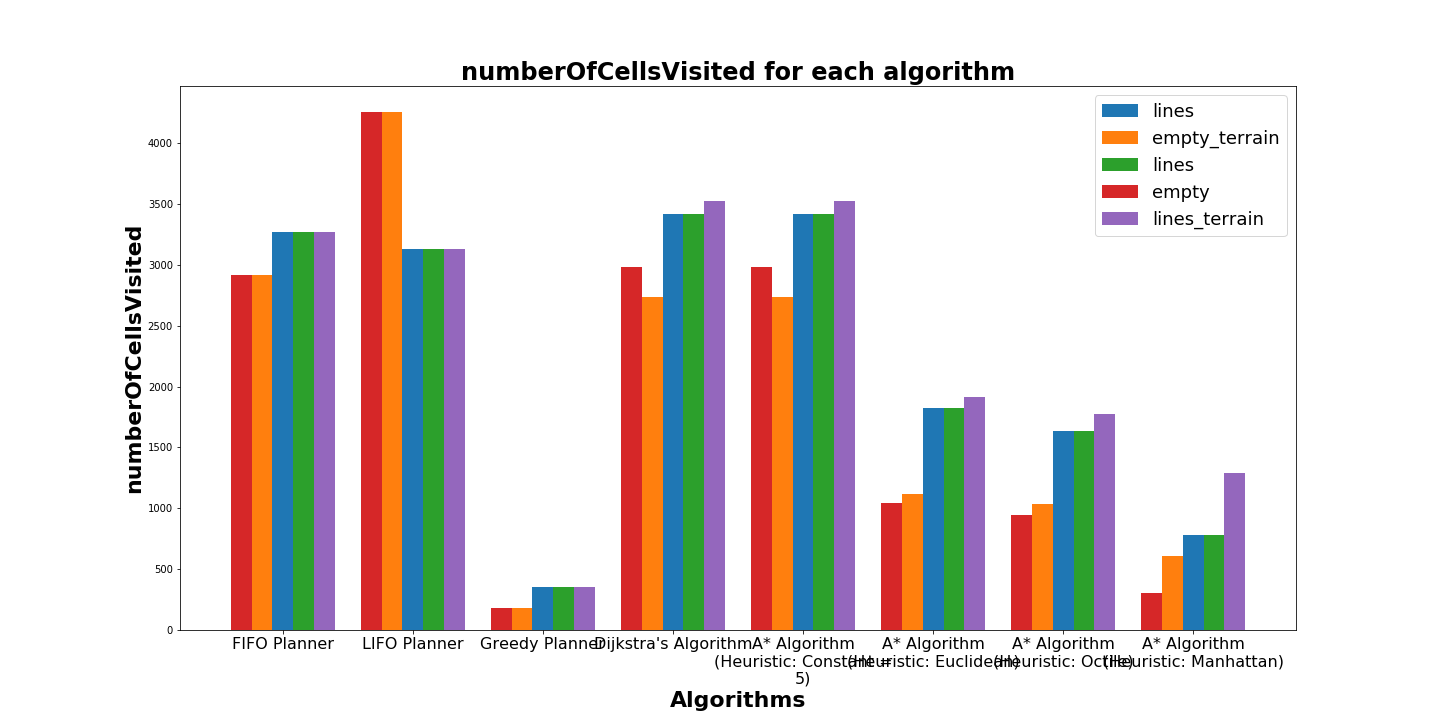 numberOfCellsVisited for each algorithm
lines
empty_terrain
lines
empty
lines_terrain
numberOfCellsVisited
4000
3500
3000
2500
2000
1500
1000
500
0
FIFO Planner
LIFO Planner
Greedy Planner
Dijkstra's Algorithm
A* Algorithm
(Heuristic: Constant =
5)
A* Algorithm
(Heuristic: Euclidean)
A* Algorithm
(Heuristic: Octile)
A* Algorithm
(Heuristic: Manhattan)
Algorithms